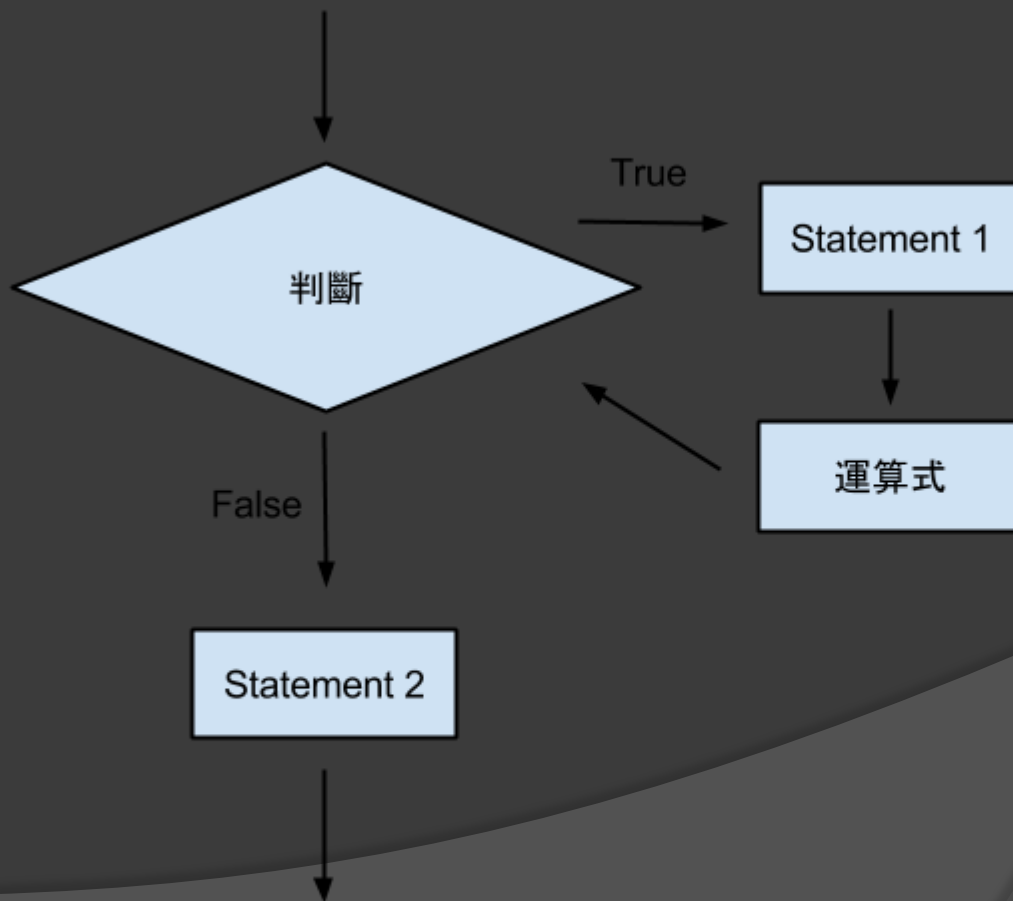 True
Statement 1
判斷
運算式
False
Statement 2